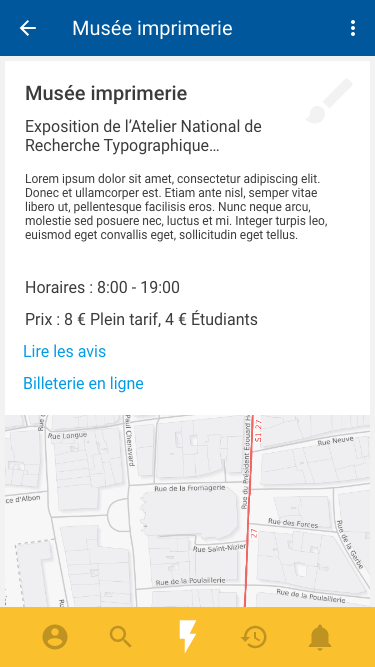 Musée imprimerie
Musée imprimerie
Exposition de l’Atelier National de
Recherche Typographique…
Lorem ipsum dolor sit amet, consectetur adipiscing elit.
Donec et ullamcorper est. Etiam ante nisl, semper vitae
libero ut, pellentesque facilisis eros. Nunc neque arcu,
molestie sed posuere nec, luctus et mi. Integer turpis leo,
euismod eget convallis eget, sollicitudin eget tellus.
Horaires : 8:00 - 19:00
Prix : 8 € Plein tarif, 4 € Étudiants
Lire les avis
Billeterie en ligne
Rue Longue
Paul Chenavard
Rue du Président Édouard H
S1 27
Rue Neuve
Rue de la Fromagerie
ce d'Albon
Rue des Forces
Rue de la Gerbe
27
Rue Saint-Nizier
Rue de la Poulaillerie
Rue de la Poulaillerie